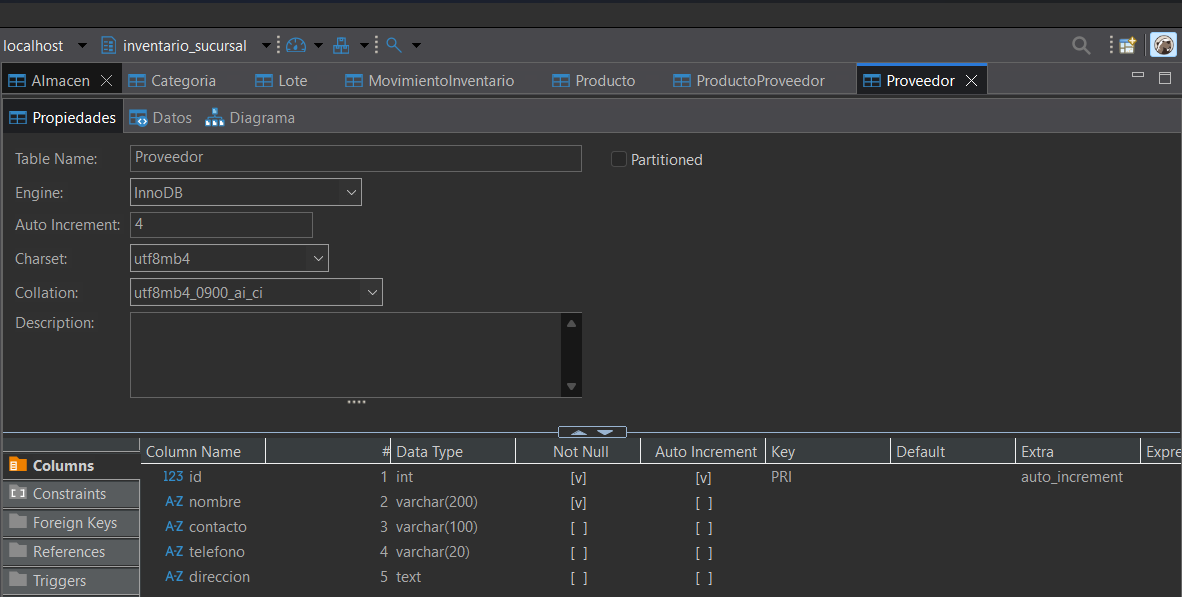 localhost inventario_sucursal
Almacen Categoria Lote MovimientoInventario Producto ProductoProveedor Proveedor
Propiedades Datos Diagrama
Table Name: Proveedor Partitioned
Engine: InnoDB
Auto Increment: 4
Charset: utf8mb4
Collation: utf8mb4_0900_ai_ci
Description:
Column Name # Data Type Not Null Auto Increment Key Default Extra Expre
Columns 123 id 1 int [v] [v] PRI auto_increment
Constraints A-Z nombre 2 varchar(200) [v] [ ]
Foreign Keys A-Z contacto 3 varchar(100) [ ] [ ]
References A-Z telefono 4 varchar(20) [ ] [ ]
Triggers A-Z direccion 5 text [ ] [ ]